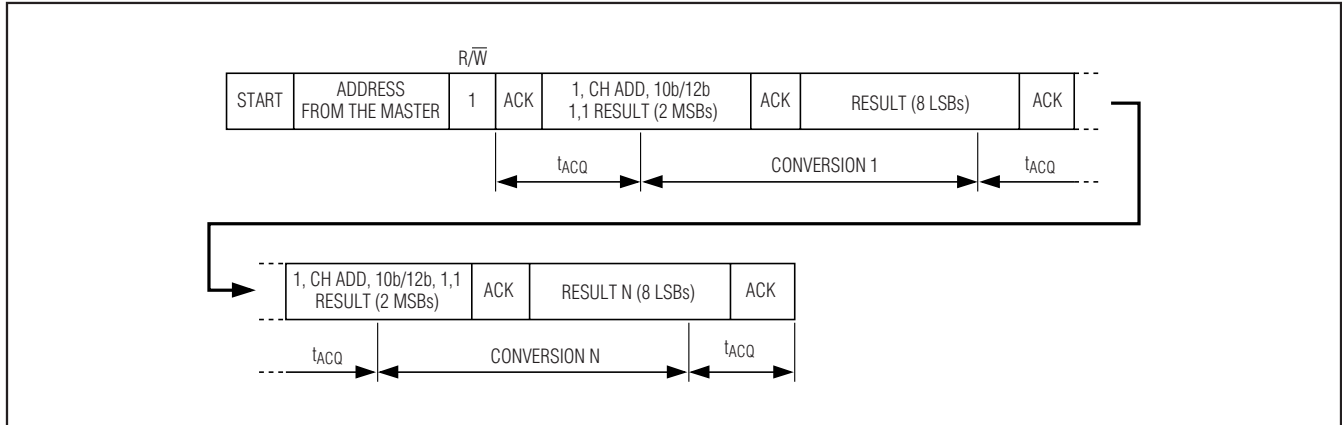 R/W̅
START
ADDRESS
FROM THE MASTER
1
ACK
1, CH ADD, 10b/12b
1,1 RESULT (2 MSBs)
ACK
RESULT (8 LSBs)
ACK
tACQ
CONVERSION 1
tACQ
1, CH ADD, 10b/12b, 1,1
RESULT (2 MSBs)
ACK
RESULT N (8 LSBs)
ACK
tACQ
CONVERSION N
tACQ